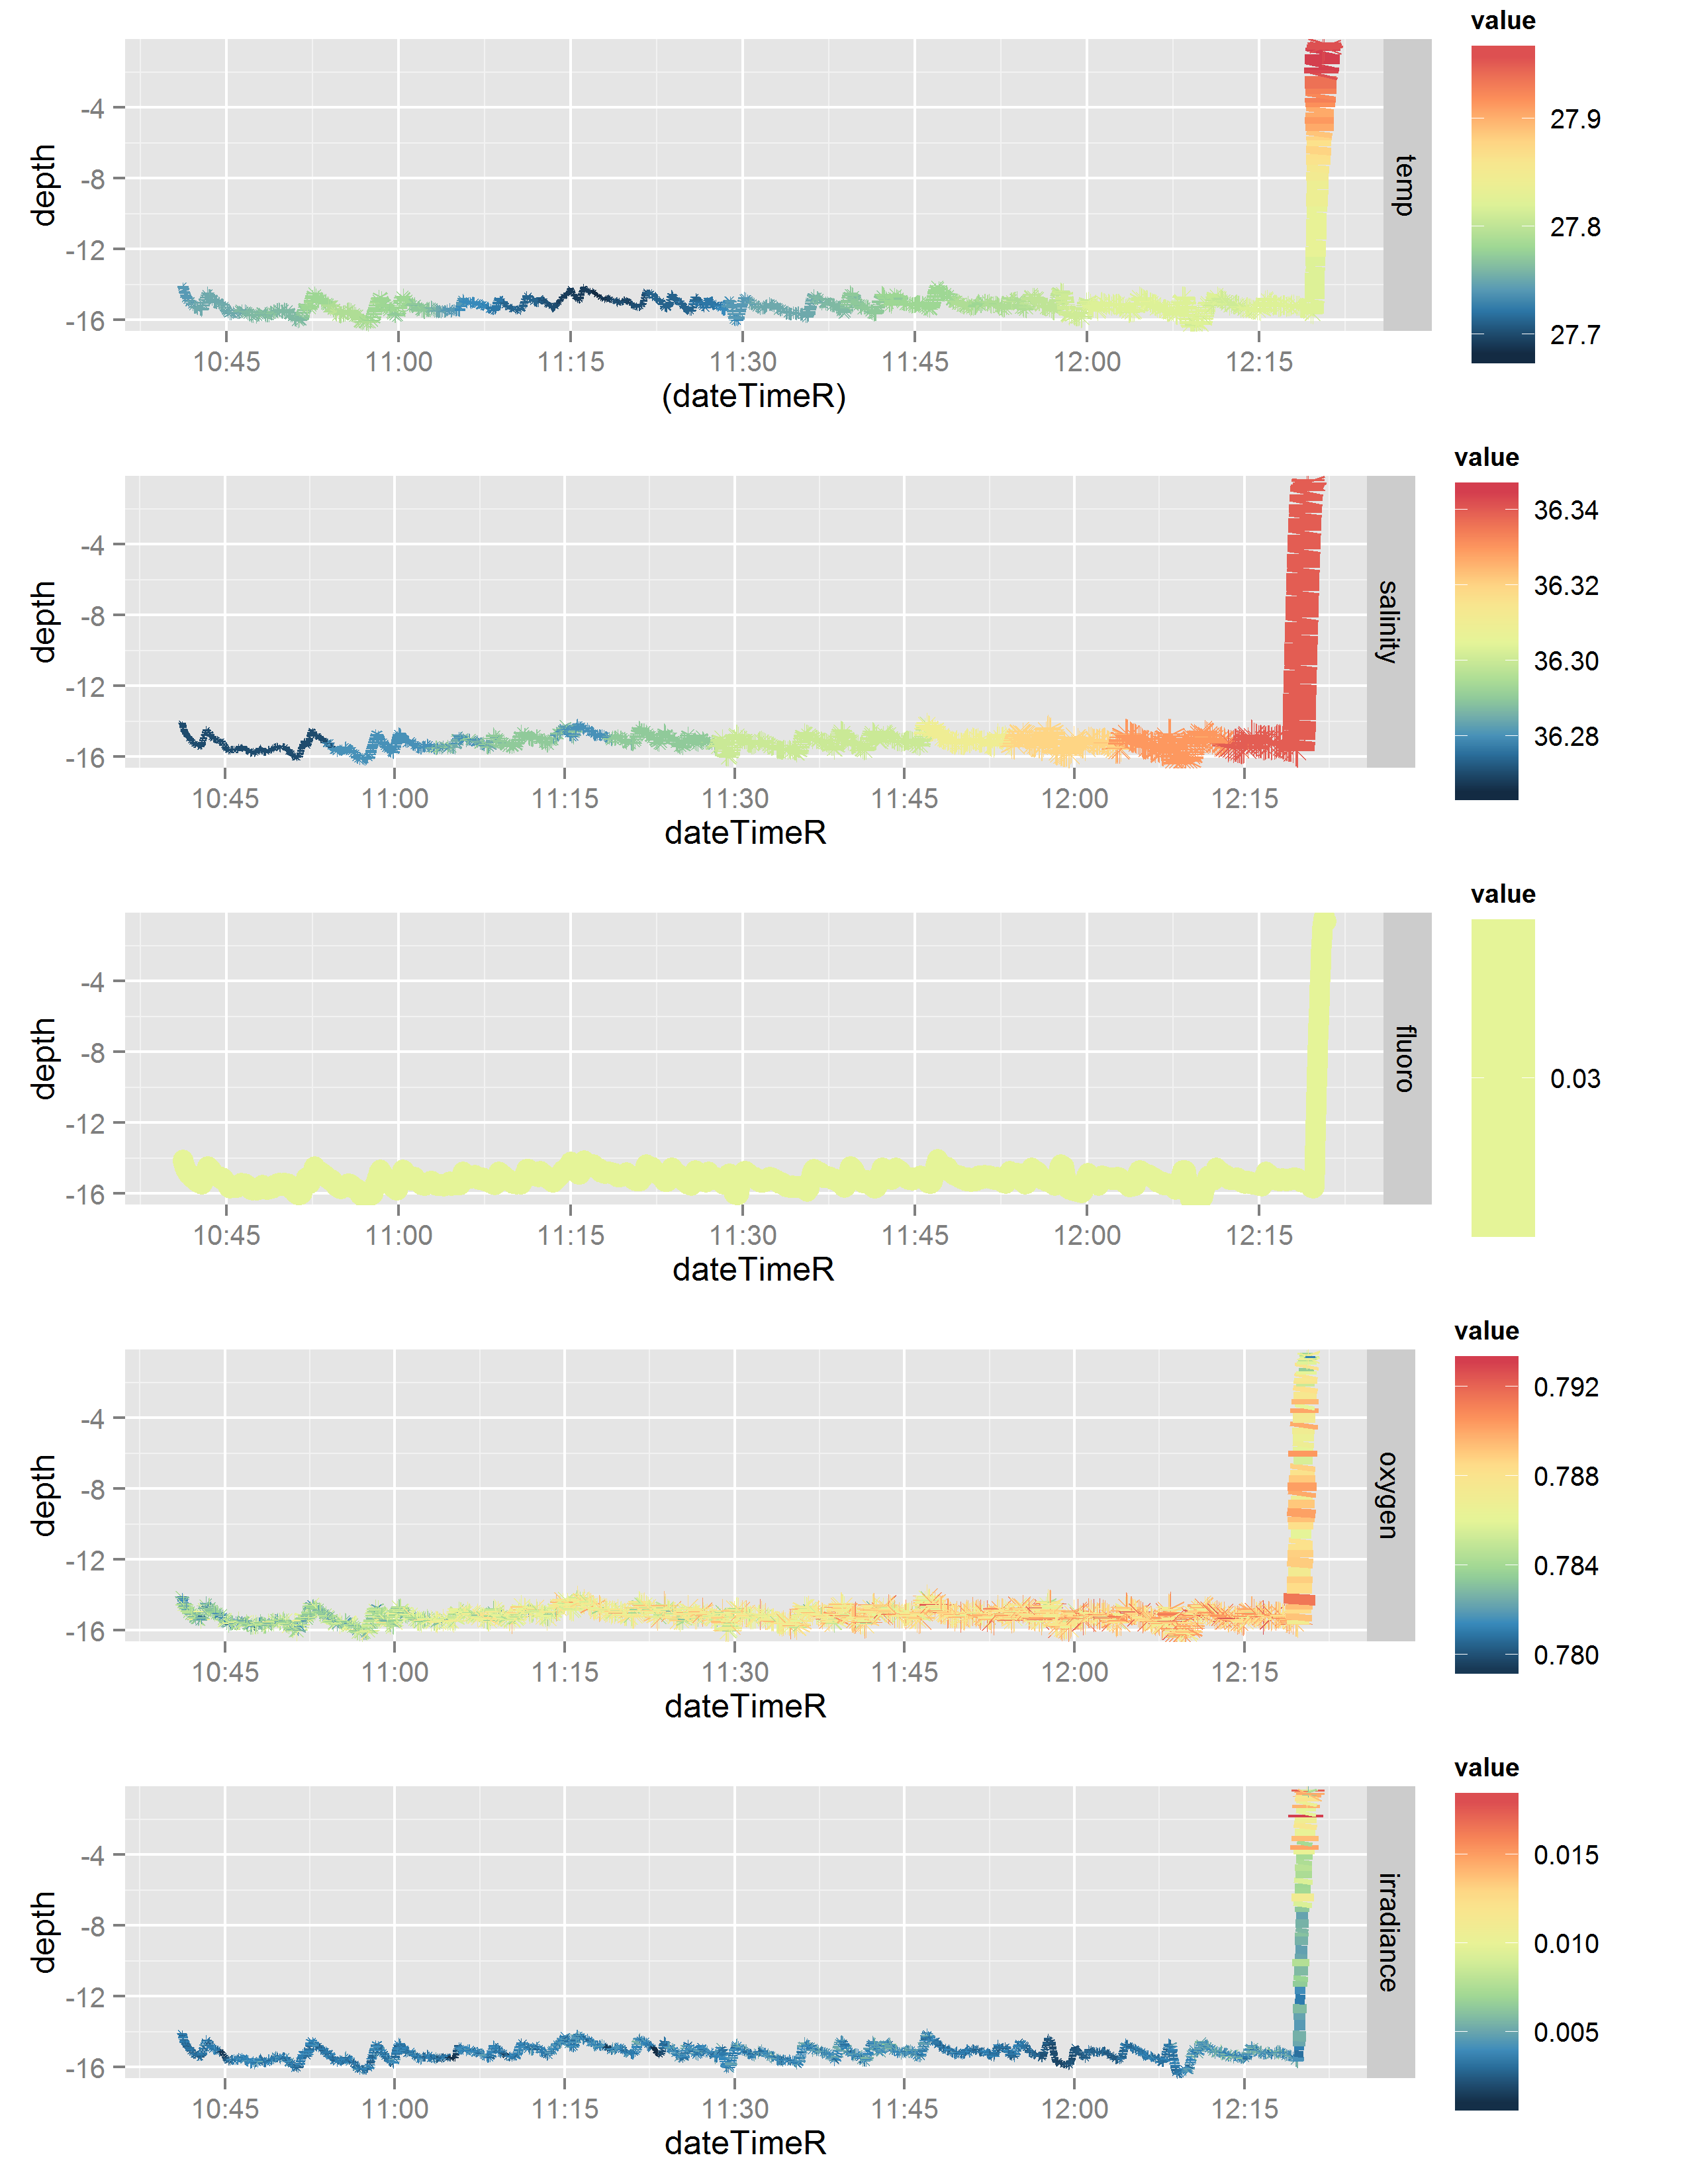 value
depth
-4
-8
-12
-16
temp
27.9
27.8
27.7
10:45 11:00 11:15 11:30 11:45 12:00 12:15
(dateTimeR)
value
depth
-4
-8
-12
-16
salinity
36.34
36.32
36.30
36.28
10:45 11:00 11:15 11:30 11:45 12:00 12:15
dateTimeR
value
depth
-4
-8
-12
-16
fluoro
0.03
10:45 11:00 11:15 11:30 11:45 12:00 12:15
dateTimeR
value
depth
-4
-8
-12
-16
oxygen
0.792
0.788
0.784
0.780
10:45 11:00 11:15 11:30 11:45 12:00 12:15
dateTimeR
value
depth
-4
-8
-12
-16
irradiance
0.015
0.010
0.005
10:45 11:00 11:15 11:30 11:45 12:00 12:15
dateTimeR